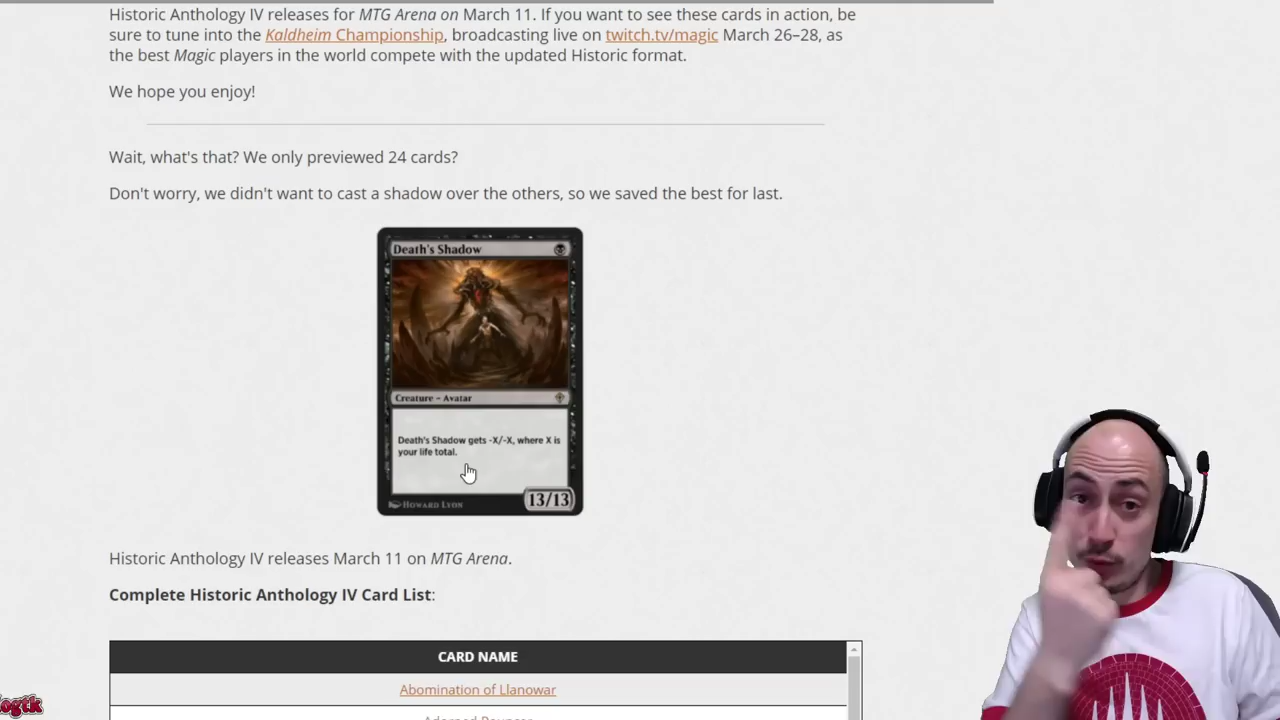 Historic Anthology IV releases for MTG Arena on March 11. If you want to see these cards in action, be
sure to tune into the Kaldheim Championship, broadcasting live on twitch.tv/magic March 26–28, as
the best Magic players in the world compete with the updated Historic format.
We hope you enjoy!
Wait, what's that? We only previewed 24 cards?
Don't worry, we didn't want to cast a shadow over the others, so we saved the best for last.
Death's Shadow
Creature – Avatar
Death's Shadow gets -X/-X, where X is
your life total.
13/13
Howard Lyon
Historic Anthology IV releases March 11 on MTG Arena.
Complete Historic Anthology IV Card List:
CARD NAME
Abomination of Llanowar